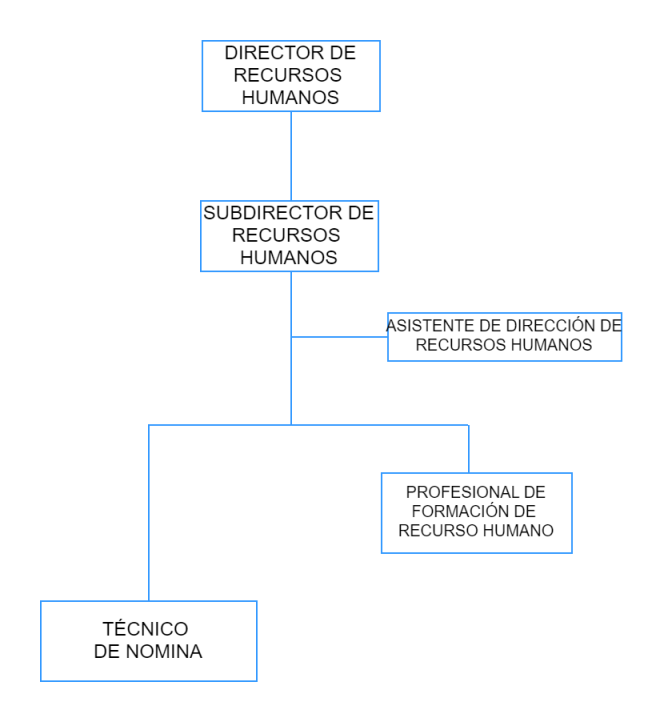 DIRECTOR DE
RECURSOS
HUMANOS
SUBDIRECTOR DE
RECURSOS
HUMANOS
ASISTENTE DE DIRECCIÓN DE
RECURSOS HUMANOS
PROFESIONAL DE
FORMACIÓN DE
RECURSO HUMANO
TÉCNICO
DE NOMINA